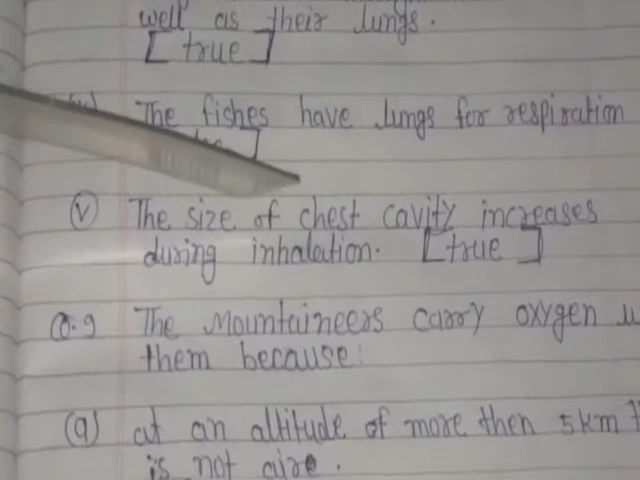 well as their lungs.
[true]
The fishes have lungs for respiration
(v) The size of chest cavity increases
during inhalation. [true]
Q.9 The Mountaineers carry oxygen
them because:
(a) at an altitude of more then 5km
is not aire.